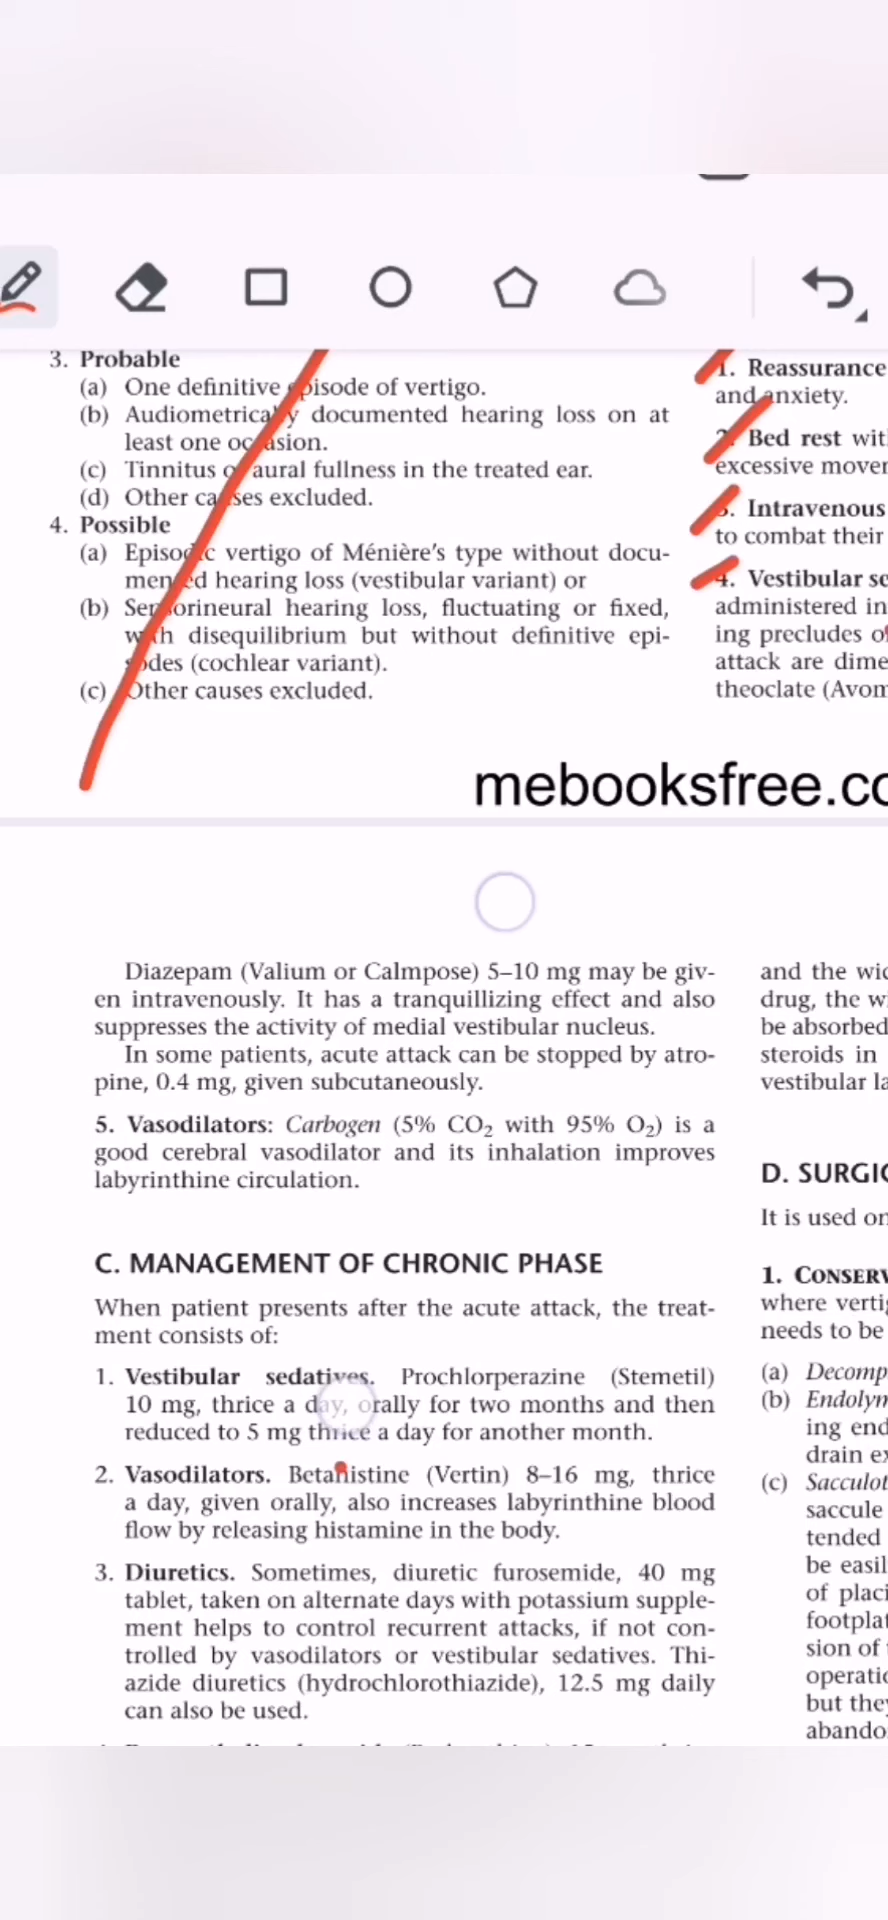 3. Probable
(a) One definitive episode of vertigo.
(b) Audiometrically documented hearing loss on at
least one occasion.
(c) Tinnitus or aural fullness in the treated ear.
(d) Other causes excluded.
4. Possible
(a) Episodic vertigo of Ménière's type without docu-
mented hearing loss (vestibular variant) or
(b) Sensorineural hearing loss, fluctuating or fixed,
with disequilibrium but without definitive epi-
sodes (cochlear variant).
(c) Other causes excluded.
1. Reassurance
and anxiety.
2. Bed rest with
excessive movem
3. Intravenous
to combat their
4. Vestibular se
administered in
ing precludes o
attack are dime
theoclate (Avom
mebooksfree.co
Diazepam (Valium or Calmpose) 5–10 mg may be giv-
en intravenously. It has a tranquillizing effect and also
suppresses the activity of medial vestibular nucleus.
In some patients, acute attack can be stopped by atro-
pine, 0.4 mg, given subcutaneously.
5. Vasodilators: Carbogen (5% CO₂ with 95% O₂) is a
good cerebral vasodilator and its inhalation improves
labyrinthine circulation.
C. MANAGEMENT OF CHRONIC PHASE
When patient presents after the acute attack, the treat-
ment consists of:
1. Vestibular sedatives. Prochlorperazine (Stemetil)
10 mg, thrice a day, orally for two months and then
reduced to 5 mg thrice a day for another month.
2. Vasodilators. Betahistine (Vertin) 8–16 mg, thrice
a day, given orally, also increases labyrinthine blood
flow by releasing histamine in the body.
3. Diuretics. Sometimes, diuretic furosemide, 40 mg
tablet, taken on alternate days with potassium supple-
ment helps to control recurrent attacks, if not con-
trolled by vasodilators or vestibular sedatives. Thi-
azide diuretics (hydrochlorothiazide), 12.5 mg daily
can also be used.
and the wid
drug, the wi
be absorbed
steroids in
vestibular la
D. SURGIC
It is used on
1. CONSERV
where vertig
needs to be
(a) Decomp
(b) Endolym
ing end
drain ex
(c) Sacculot
saccule
tended
be easil
of placi
footplat
sion of
operatio
but they
abando